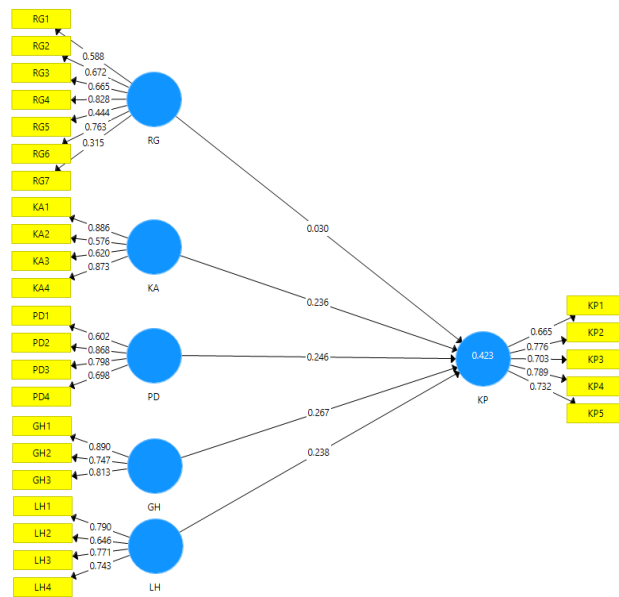 RG1
RG2
RG3
RG4
RG5
RG6
RG7
0.588
0.672
0.665
0.828
0.444
0.763
0.315
RG
KA1
KA2
KA3
KA4
0.886
0.576
0.620
0.873
KA
PD1
PD2
PD3
PD4
0.602
0.868
0.798
0.698
PD
GH1
GH2
GH3
0.890
0.747
0.813
GH
LH1
LH2
LH3
LH4
0.790
0.646
0.771
0.743
LH
0.030
0.236
0.246
0.267
0.238
0.423
KP
0.665
0.776
0.703
0.789
0.732
KP1
KP2
KP3
KP4
KP5